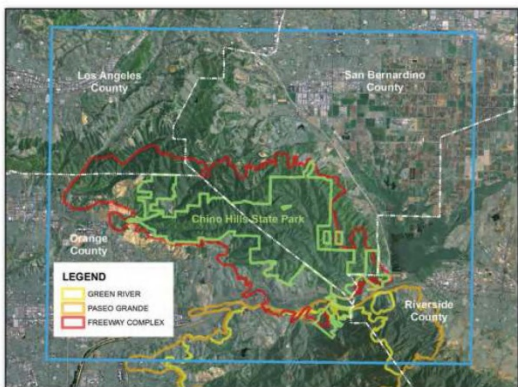 Los Angeles
County
San Bernardino
County
Chino Hills State Park
Orange
County
Riverside
County
LEGEND
GREEN RIVER
PASEO GRANDE
FREEWAY COMPLEX